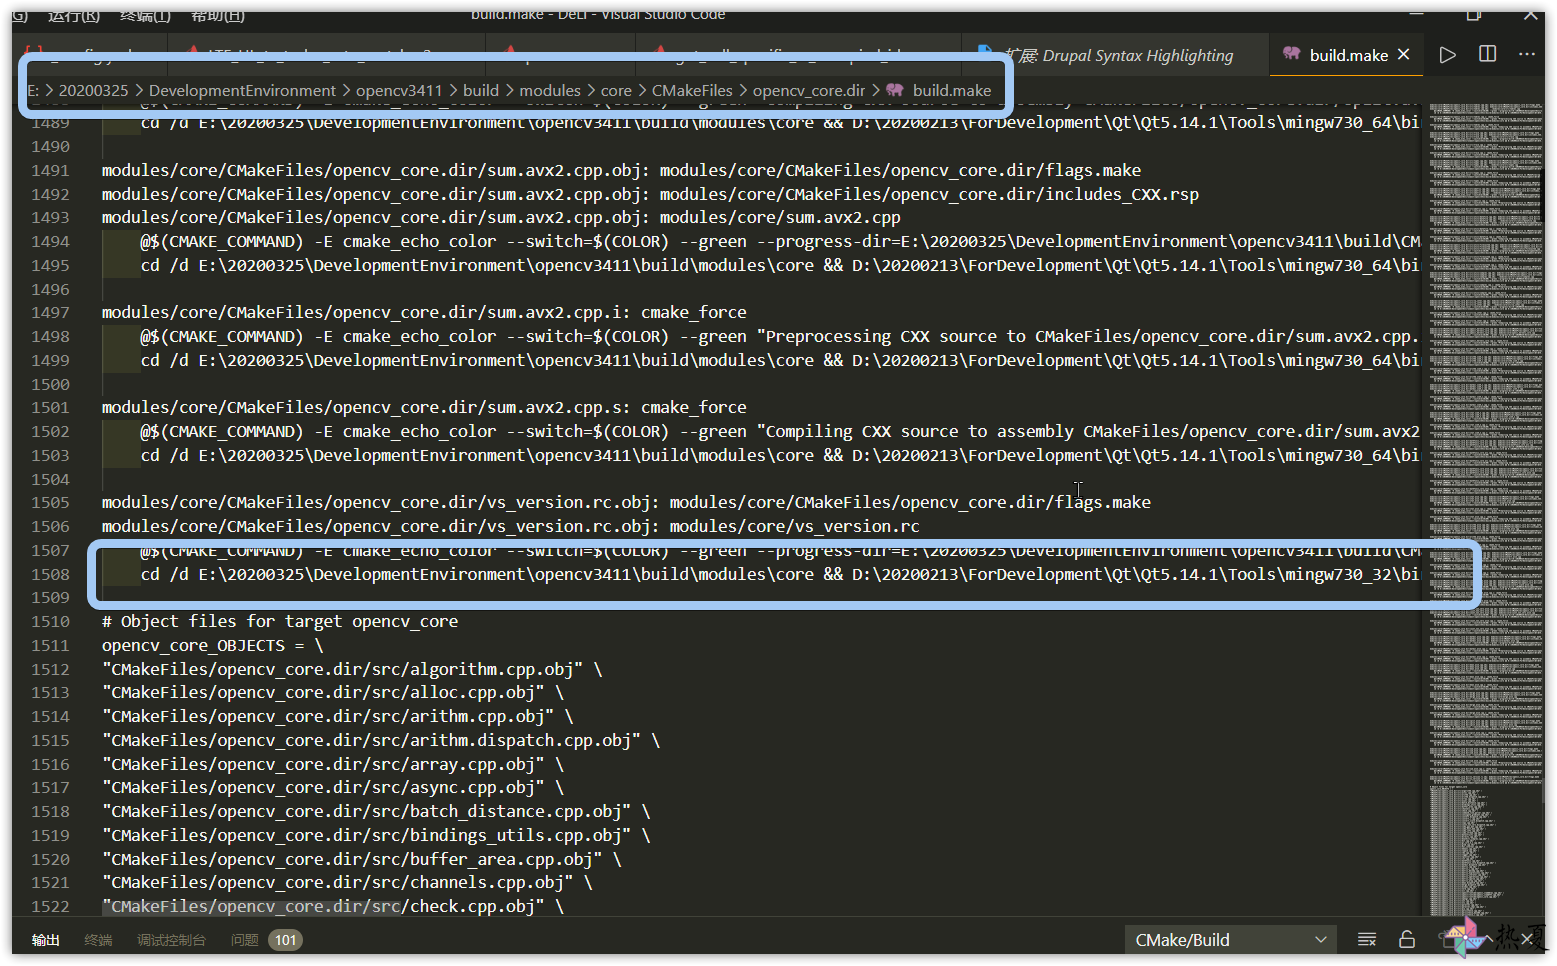 运行(R) 终端(T) 帮助(H) build.make - DeLi - Visual Studio Code
扩展: Drupal Syntax Highlighting build.make
E: > 20200325 > DevelopmentEnvironment > opencv3411 > build > modules > core > CMakeFiles > opencv_core.dir > build.make
1489 cd /d E:\20200325\DevelopmentEnvironment\opencv3411\build\modules\core && D:\20200213\ForDevelopment\Qt\Qt5.14.1\Tools\mingw730_64\bi
1490
1491 modules/core/CMakeFiles/opencv_core.dir/sum.avx2.cpp.obj: modules/core/CMakeFiles/opencv_core.dir/flags.make
1492 modules/core/CMakeFiles/opencv_core.dir/sum.avx2.cpp.obj: modules/core/CMakeFiles/opencv_core.dir/includes_CXX.rsp
1493 modules/core/CMakeFiles/opencv_core.dir/sum.avx2.cpp.obj: modules/core/sum.avx2.cpp
1494 @$(CMAKE_COMMAND) -E cmake_echo_color --switch=$(COLOR) --green --progress-dir=E:\20200325\DevelopmentEnvironment\opencv3411\build\CM
1495 cd /d E:\20200325\DevelopmentEnvironment\opencv3411\build\modules\core && D:\20200213\ForDevelopment\Qt\Qt5.14.1\Tools\mingw730_64\bi
1496
1497 modules/core/CMakeFiles/opencv_core.dir/sum.avx2.cpp.i: cmake_force
1498 @$(CMAKE_COMMAND) -E cmake_echo_color --switch=$(COLOR) --green "Preprocessing CXX source to CMakeFiles/opencv_core.dir/sum.avx2.cpp.
1499 cd /d E:\20200325\DevelopmentEnvironment\opencv3411\build\modules\core && D:\20200213\ForDevelopment\Qt\Qt5.14.1\Tools\mingw730_64\bi
1500
1501 modules/core/CMakeFiles/opencv_core.dir/sum.avx2.cpp.s: cmake_force
1502 @$(CMAKE_COMMAND) -E cmake_echo_color --switch=$(COLOR) --green "Compiling CXX source to assembly CMakeFiles/opencv_core.dir/sum.avx2
1503 cd /d E:\20200325\DevelopmentEnvironment\opencv3411\build\modules\core && D:\20200213\ForDevelopment\Qt\Qt5.14.1\Tools\mingw730_64\bi
1504
1505 modules/core/CMakeFiles/opencv_core.dir/vs_version.rc.obj: modules/core/CMakeFiles/opencv_core.dir/flags.make
1506 modules/core/CMakeFiles/opencv_core.dir/vs_version.rc.obj: modules/core/vs_version.rc
1507 @$(CMAKE_COMMAND) -E cmake_echo_color --switch=$(COLOR) --green --progress-dir=E:\20200325\DevelopmentEnvironment\opencv3411\build\CM
1508 cd /d E:\20200325\DevelopmentEnvironment\opencv3411\build\modules\core && D:\20200213\ForDevelopment\Qt\Qt5.14.1\Tools\mingw730_32\bi
1509
1510 # Object files for target opencv_core
1511 opencv_core_OBJECTS = \
1512 "CMakeFiles/opencv_core.dir/src/algorithm.cpp.obj" \
1513 "CMakeFiles/opencv_core.dir/src/alloc.cpp.obj" \
1514 "CMakeFiles/opencv_core.dir/src/arithm.cpp.obj" \
1515 "CMakeFiles/opencv_core.dir/src/arithm.dispatch.cpp.obj" \
1516 "CMakeFiles/opencv_core.dir/src/array.cpp.obj" \
1517 "CMakeFiles/opencv_core.dir/src/async.cpp.obj" \
1518 "CMakeFiles/opencv_core.dir/src/batch_distance.cpp.obj" \
1519 "CMakeFiles/opencv_core.dir/src/bindings_utils.cpp.obj" \
1520 "CMakeFiles/opencv_core.dir/src/buffer_area.cpp.obj" \
1521 "CMakeFiles/opencv_core.dir/src/channels.cpp.obj" \
1522 "CMakeFiles/opencv_core.dir/src/check.cpp.obj" \
输出 终端 调试控制台 问题 101 CMake/Build
热夏